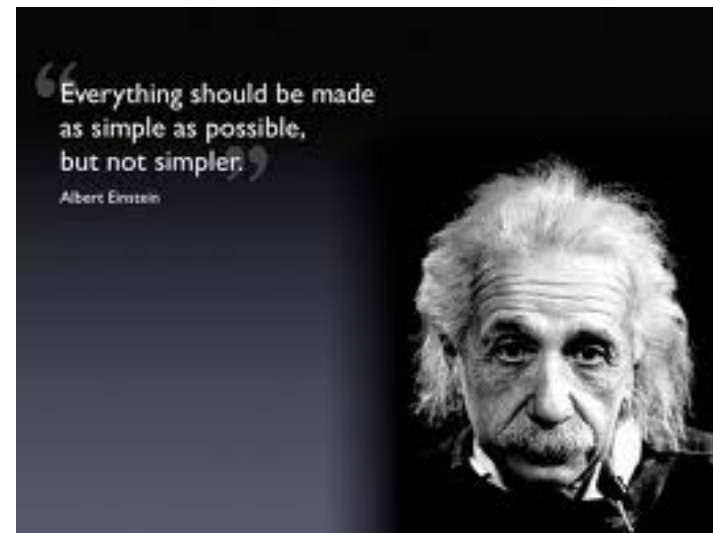 “Everything should be made
as simple as possible,
but not simpler.”
Albert Einstein